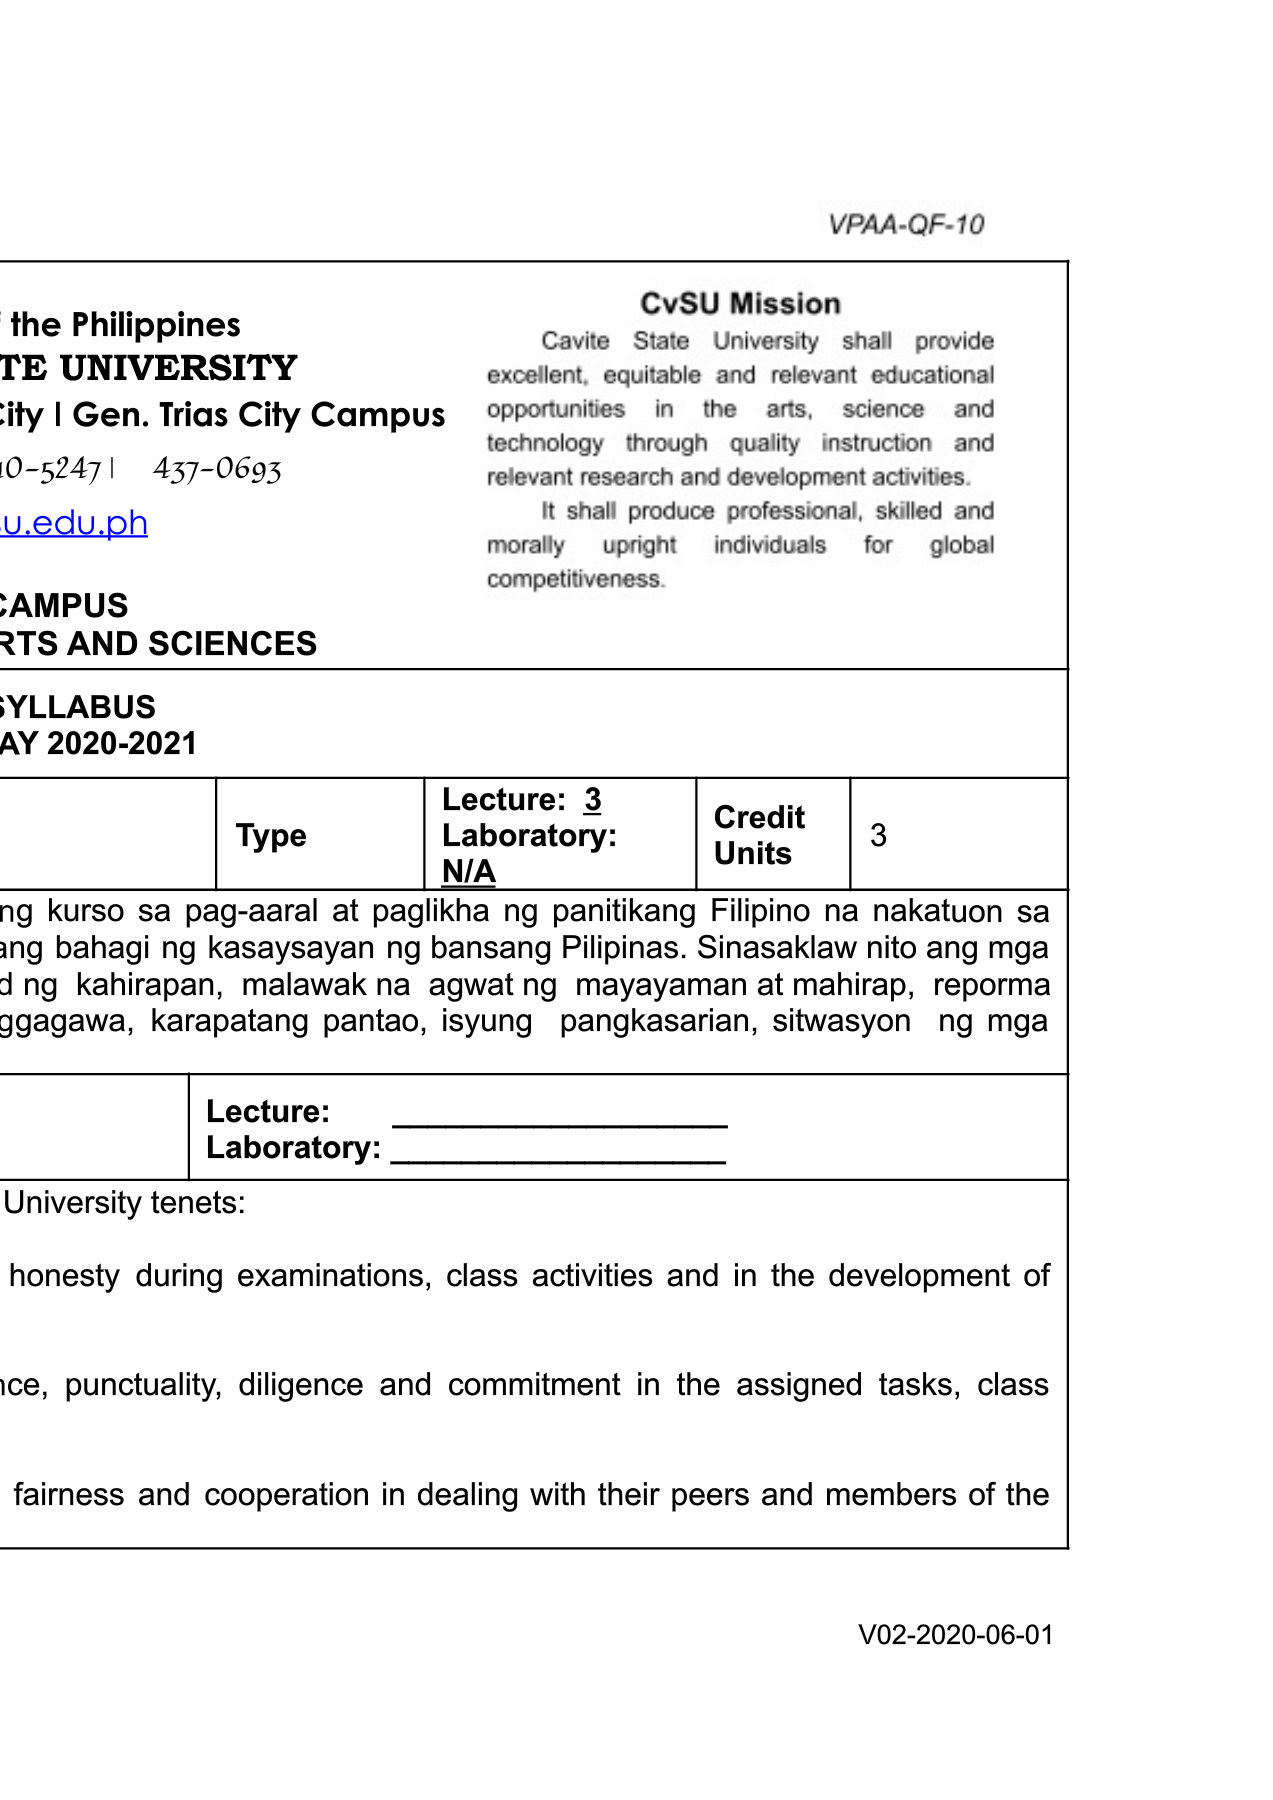 VPAA-QF-10
the Philippines
TE UNIVERSITY
City | Gen. Trias City Campus
0-5247 | 437-0693
su.edu.ph
CAMPUS
RTS AND SCIENCES
CvSU Mission
Cavite State University shall provide
excellent, equitable and relevant educational
opportunities in the arts, science and
technology through quality instruction and
relevant research and development activities.
It shall produce professional, skilled and
morally upright individuals for global
competitiveness.
SYLLABUS
AY 2020-2021
Type
Lecture: 3
Laboratory:
N/A
Credit
Units
3
ng kurso sa pag-aaral at paglikha ng panitikang Filipino na nakatuon sa
ang bahagi ng kasaysayan ng bansang Pilipinas. Sinasaklaw nito ang mga
d ng kahirapan, malawak na agwat ng mayayaman at mahirap, reporma
ggagawa, karapatang pantao, isyung pangkasarian, sitwasyon ng mga
Lecture: ____________________
Laboratory: ____________________
University tenets:
honesty during examinations, class activities and in the development of
nce, punctuality, diligence and commitment in the assigned tasks, class
fairness and cooperation in dealing with their peers and members of the
V02-2020-06-01